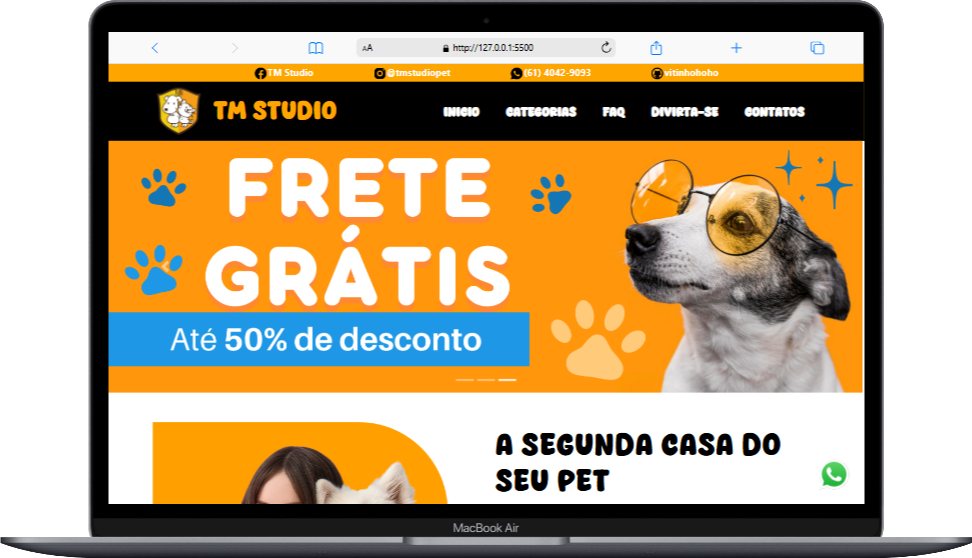 AA http://127.0.0.1:5500
TM Studio @tmstudiopet (61) 4042-9093 vitinhohoho
TM STUDIO INICIO CATEGORIAS FAQ DIVIRTA-SE CONTATOS
FRETE
GRÁTIS
Até 50% de desconto
A SEGUNDA CASA DO
SEU PET
MacBook Air